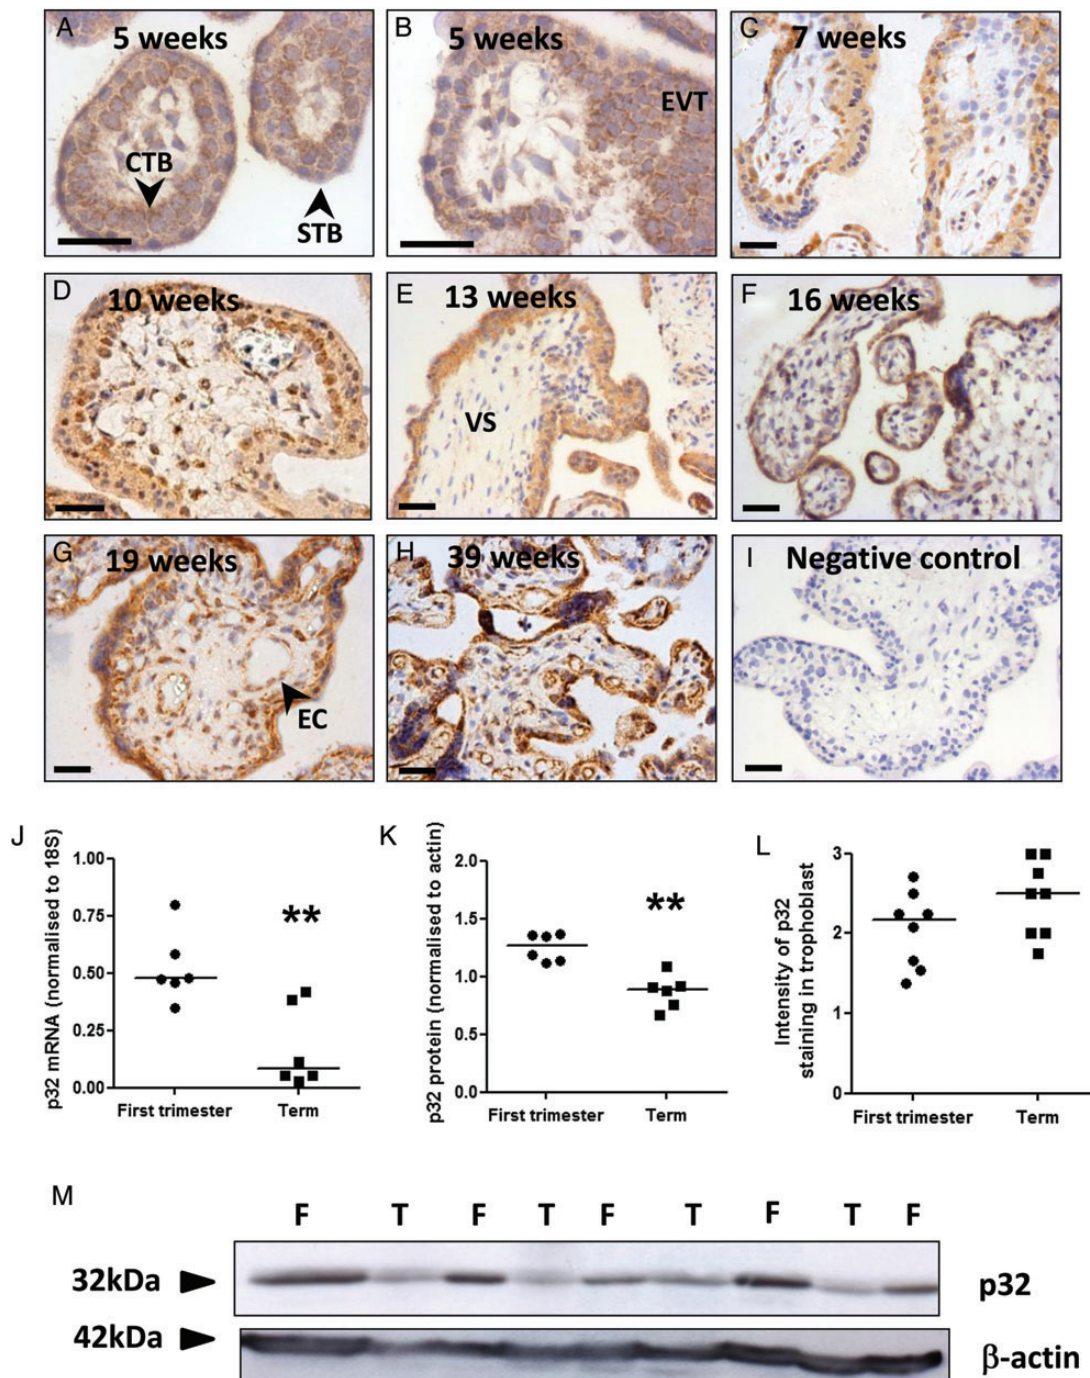 A 5 weeks
CTB
STB
B 5 weeks
EVT
C 7 weeks
D 10 weeks
E 13 weeks
VS
F 16 weeks
G 19 weeks
EC
H 39 weeks
I Negative control
J
p32 mRNA (normalised to 18S)
1.00
0.75
0.50
0.25
0.00
**
First trimester Term
K
p32 protein (normalised to actin)
2.0
1.5
1.0
0.5
0.0
**
First trimester Term
L
Intensity of p32
staining in trophoblast
3
2
1
0
First trimester Term
M
F T F T F T F T F
32kDa p32
42kDa β-actin